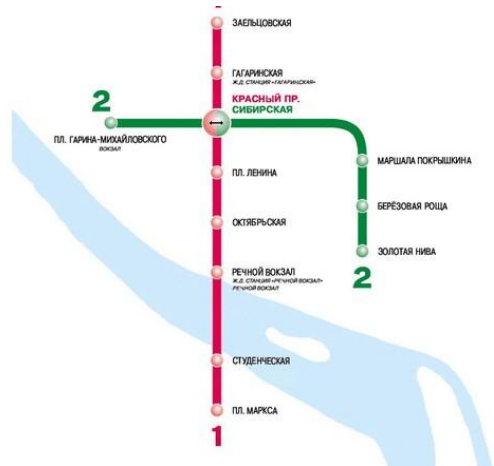 ЗАЕЛЬЦОВСКАЯ
ГАГАРИНСКАЯ
Ж.Д. СТАНЦИЯ «ГАГАРИНСКАЯ»
2
КРАСНЫЙ ПР.
СИБИРСКАЯ
ПЛ. ГАРИНА-МИХАЙЛОВСКОГО
ВОКЗАЛ
МАРШАЛА ПОКРЫШКИНА
ПЛ. ЛЕНИНА
БЕРЁЗОВАЯ РОЩА
ОКТЯБРЬСКАЯ
ЗОЛОТАЯ НИВА
2
РЕЧНОЙ ВОКЗАЛ
Ж.Д. СТАНЦИЯ «РЕЧНОЙ ВОКЗАЛ»
РЕЧНОЙ ВОКЗАЛ
СТУДЕНЧЕСКАЯ
ПЛ. МАРКСА
1